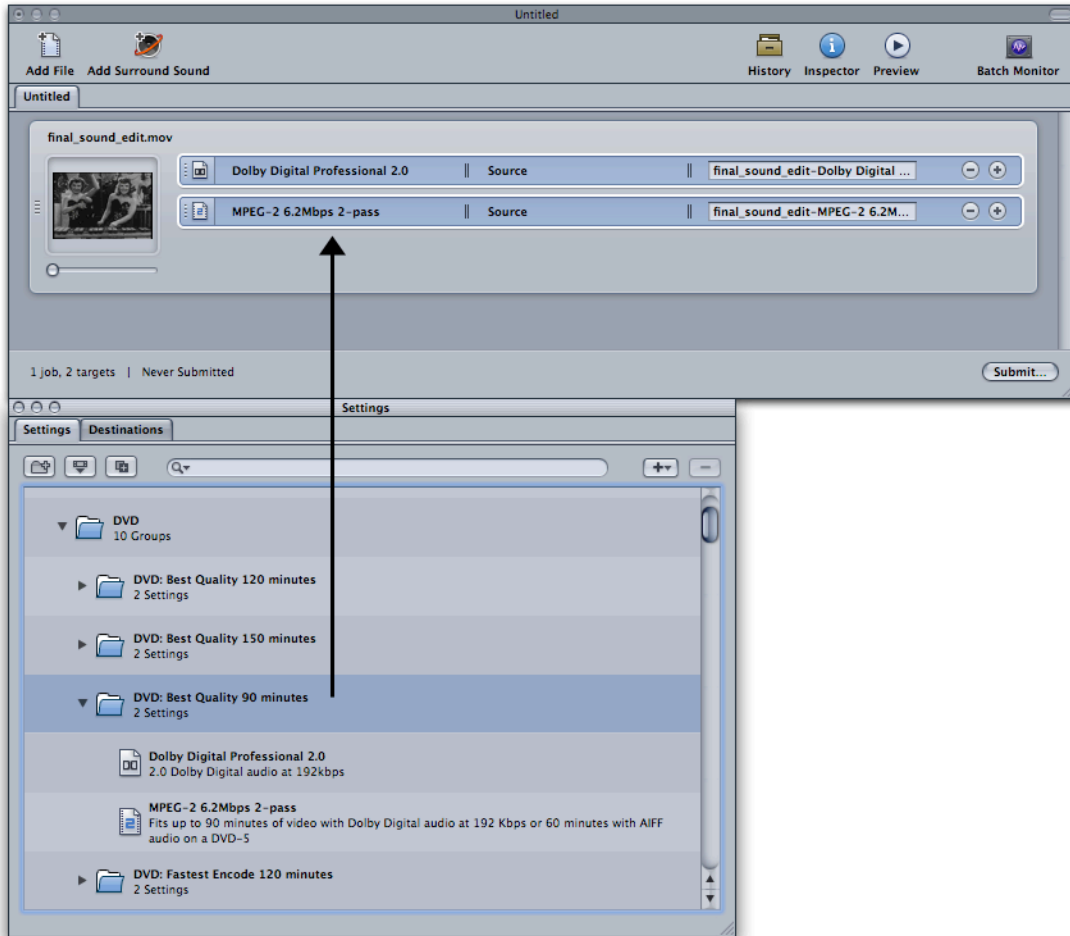 Untitled
Add File Add Surround Sound History Inspector Preview Batch Monitor
Untitled
final_sound_edit.mov
Dolby Digital Professional 2.0 Source final_sound_edit-Dolby Digital ...
MPEG-2 6.2Mbps 2-pass Source final_sound_edit-MPEG-2 6.2M...
1 job, 2 targets | Never Submitted Submit...
Settings
Settings Destinations
DVD
10 Groups
DVD: Best Quality 120 minutes
2 Settings
DVD: Best Quality 150 minutes
2 Settings
DVD: Best Quality 90 minutes
2 Settings
Dolby Digital Professional 2.0
2.0 Dolby Digital audio at 192kbps
MPEG-2 6.2Mbps 2-pass
Fits up to 90 minutes of video with Dolby Digital audio at 192 Kbps or 60 minutes with AIFF
audio on a DVD-5
DVD: Fastest Encode 120 minutes
2 Settings